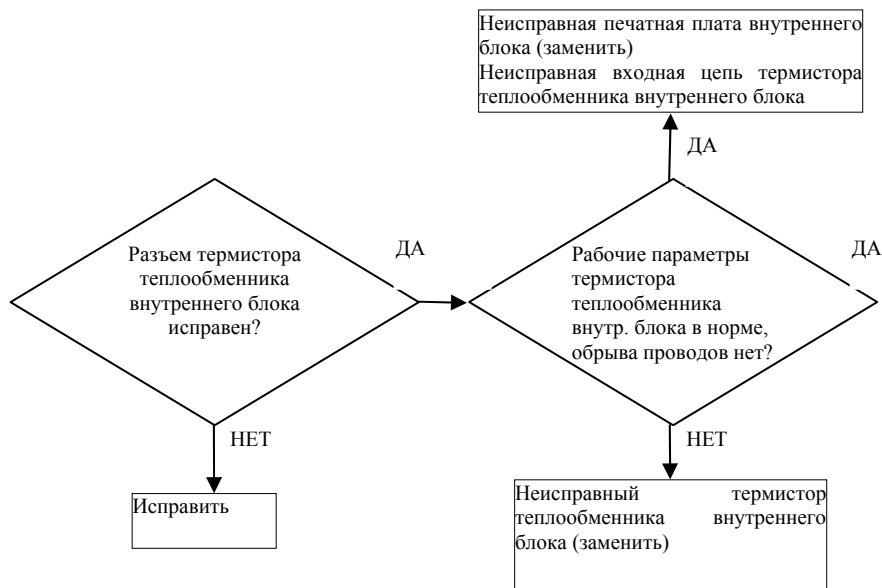 Неисправная печатная плата внутреннего
блока (заменить)
Неисправная входная цепь термистора
теплообменника внутреннего блока
ДА
Разъем термистора
теплообменника
внутреннего блока
исправен?
ДА
Рабочие параметры
термистора
теплообменника
внутр. блока в норме,
обрыва проводов нет?
ДА
НЕТ
НЕТ
Исправить
Неисправный термистор
теплообменника внутреннего
блока (заменить)